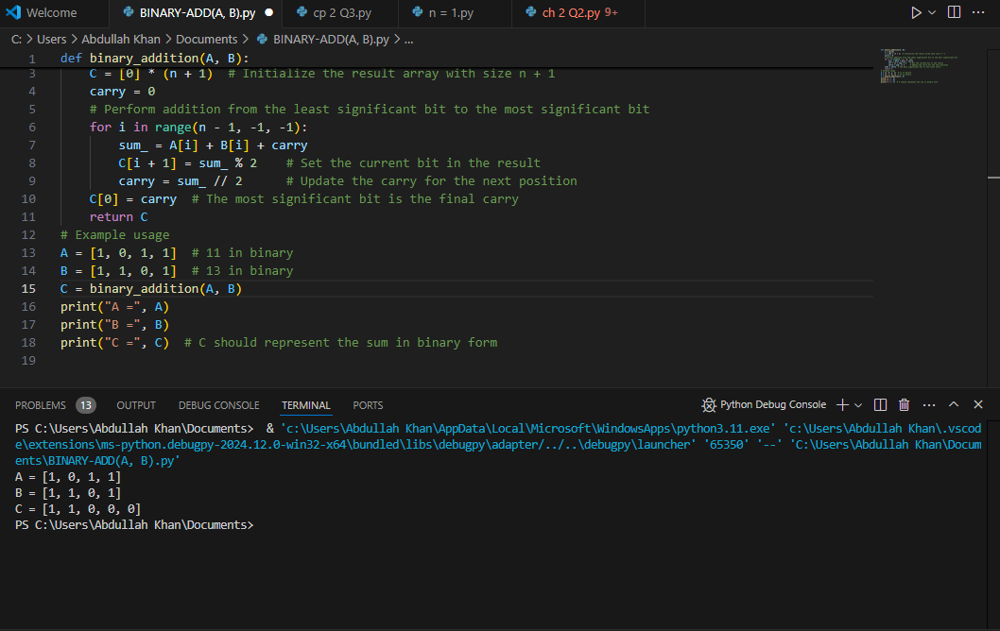 Welcome BINARY-ADD(A, B).py ● cp 2 Q3.py n = 1.py ch 2 Q2.py 9+ ···
C: > Users > Abdullah Khan > Documents > BINARY-ADD(A, B).py > ...
1 def binary_addition(A, B):
3 C = [0] * (n + 1)  # Initialize the result array with size n + 1
4 carry = 0
5 # Perform addition from the least significant bit to the most significant bit
6 for i in range(n - 1, -1, -1):
7 sum_ = A[i] + B[i] + carry
8 C[i + 1] = sum_ % 2    # Set the current bit in the result
9 carry = sum_ // 2      # Update the carry for the next position
10 C[0] = carry  # The most significant bit is the final carry
11 return C
12 # Example usage
13 A = [1, 0, 1, 1]  # 11 in binary
14 B = [1, 1, 0, 1]  # 13 in binary
15 C = binary_addition(A, B)
16 print("A =", A)
17 print("B =", B)
18 print("C =", C)  # C should represent the sum in binary form
19
PROBLEMS 13 OUTPUT DEBUG CONSOLE TERMINAL PORTS Python Debug Console + ···
PS C:\Users\Abdullah Khan\Documents>  & 'c:\Users\Abdullah Khan\AppData\Local\Microsoft\WindowsApps\python3.11.exe' 'c:\Users\Abdullah Khan\.vscod
e\extensions\ms-python.debugpy-2024.12.0-win32-x64\bundled\libs\debugpy\adapter/../..\debugpy\launcher' '65350' '--' 'C:\Users\Abdullah Khan\Docum
ents\BINARY-ADD(A, B).py'
A = [1, 0, 1, 1]
B = [1, 1, 0, 1]
C = [1, 1, 0, 0, 0]
PS C:\Users\Abdullah Khan\Documents>